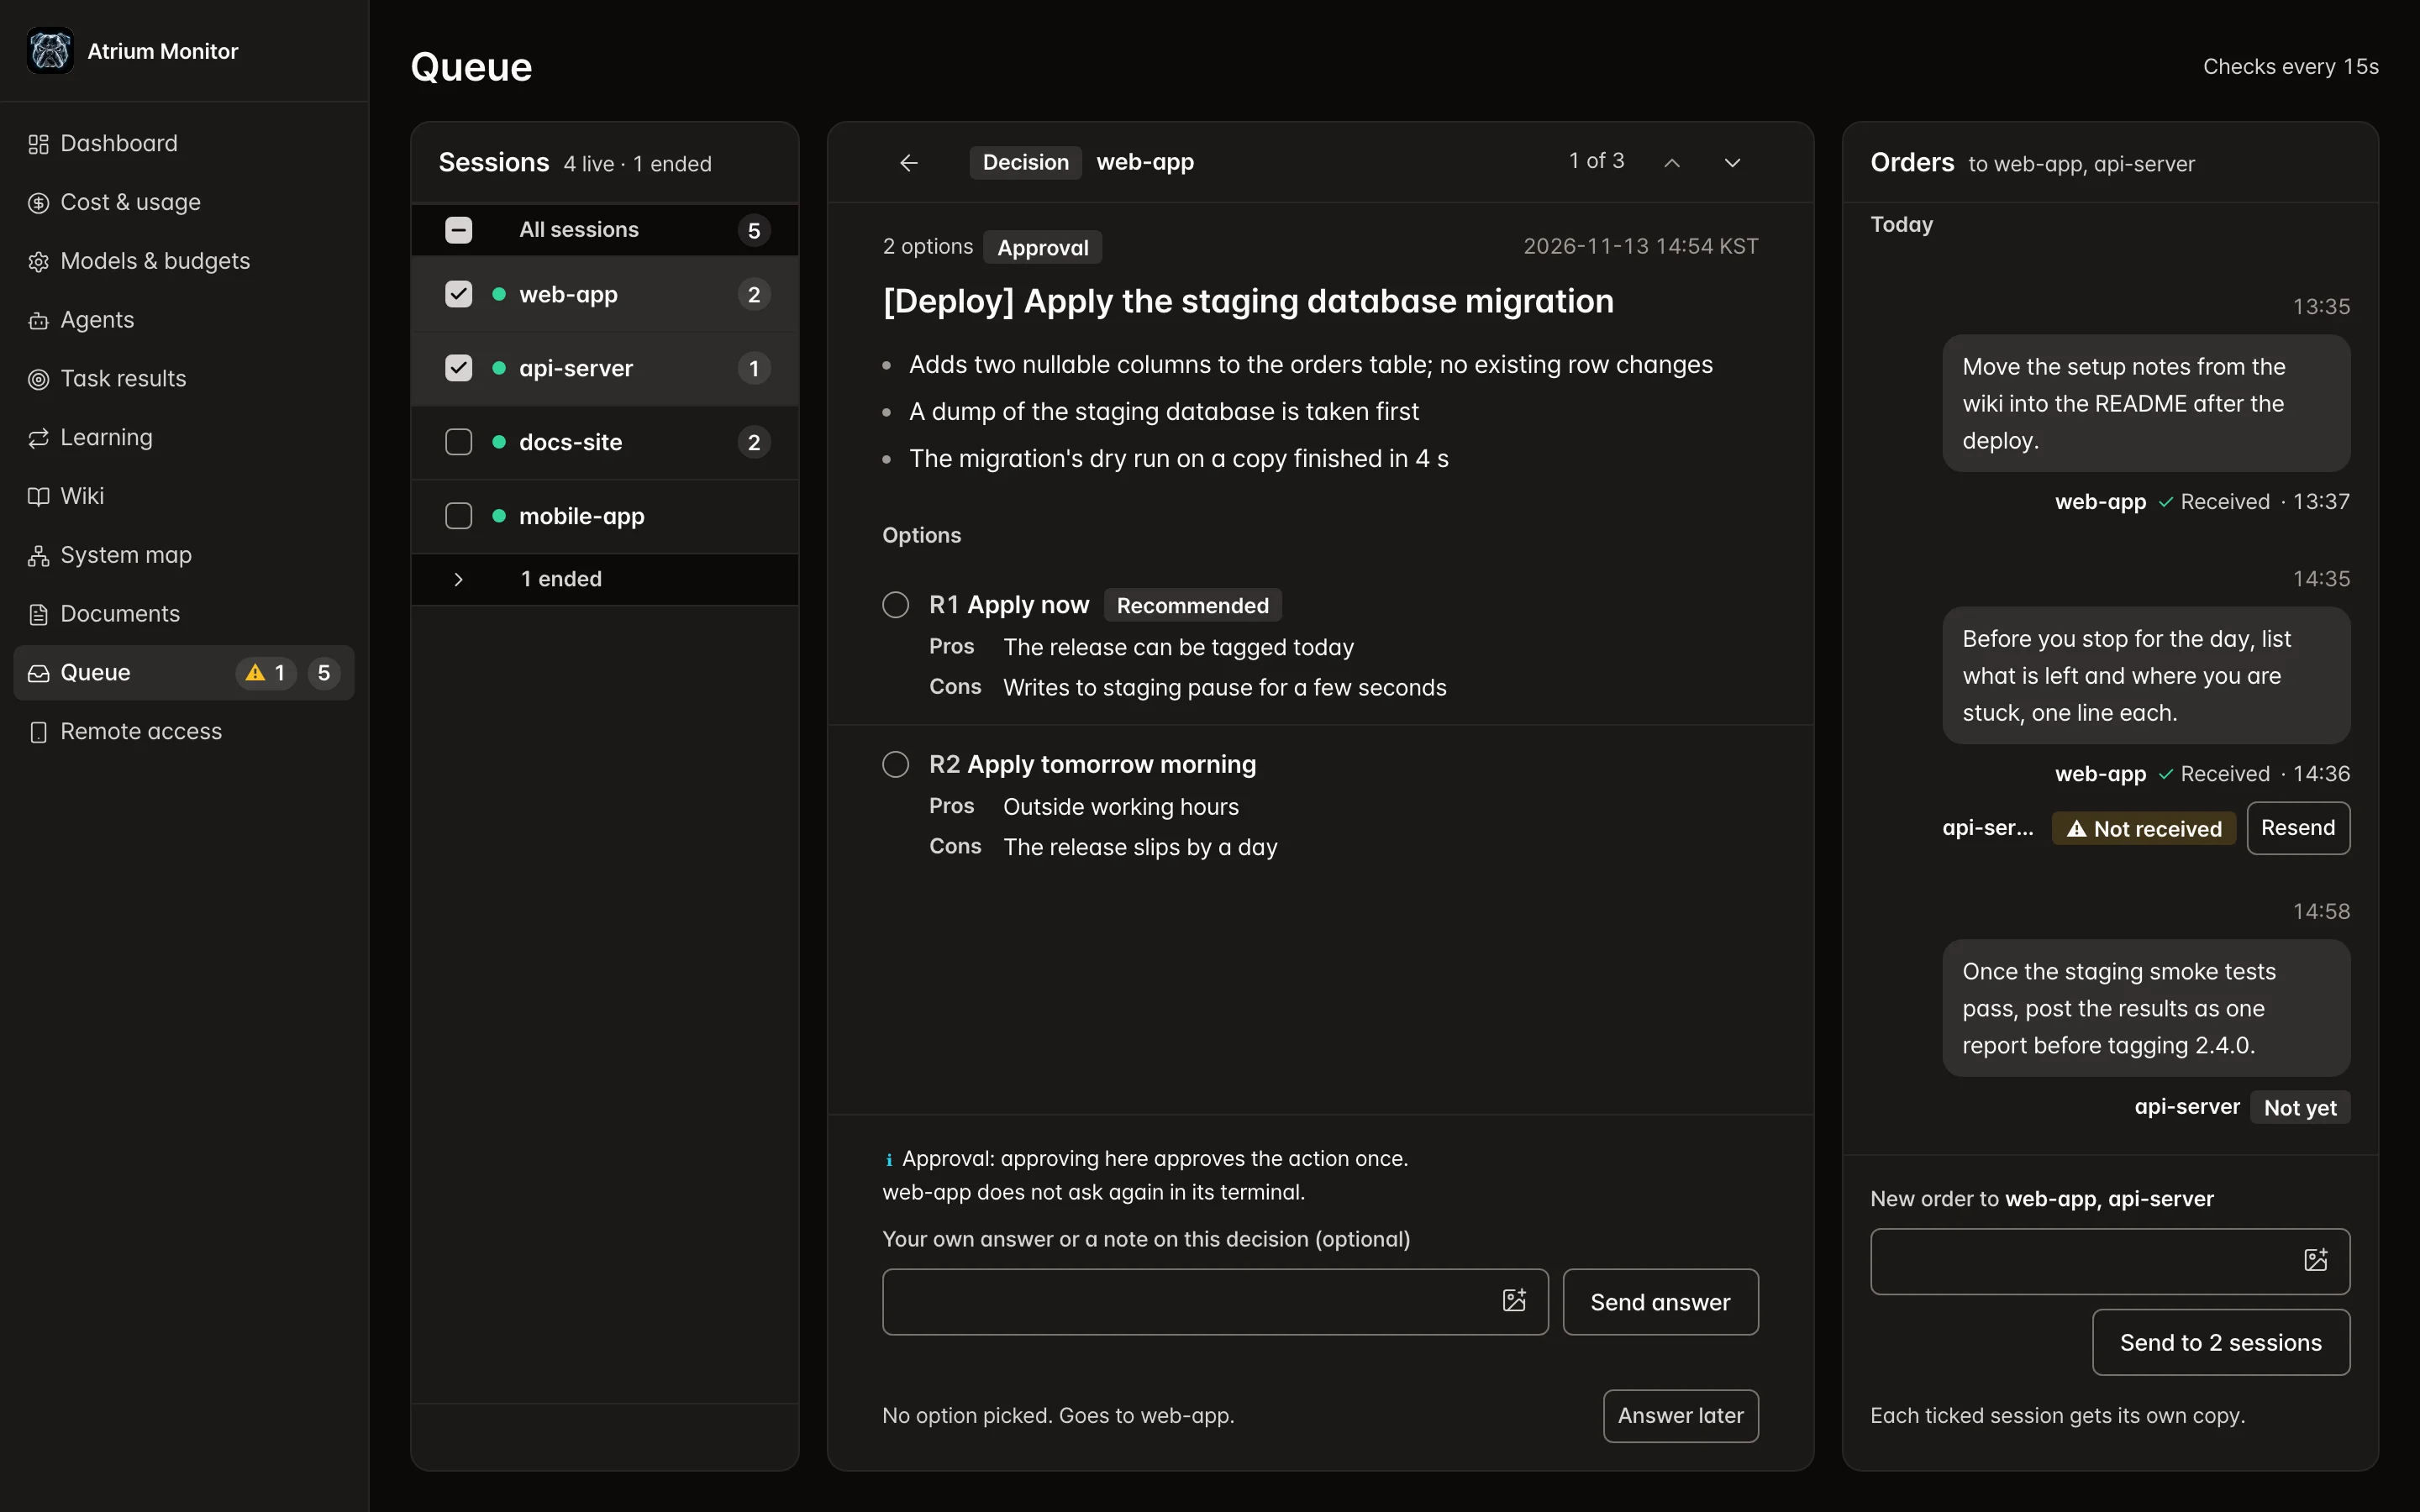 Atrium Monitor
Dashboard
Cost & usage
Models & budgets
Agents
Task results
Learning
Wiki
System map
Documents
Queue 1 5
Remote access
Queue
Checks every 15s
Sessions 4 live · 1 ended
All sessions 5
web-app 2
api-server 1
docs-site 2
mobile-app
1 ended
Decision web-app 1 of 3
2 options Approval 2026-11-13 14:54 KST
[Deploy] Apply the staging database migration
• Adds two nullable columns to the orders table; no existing row changes
• A dump of the staging database is taken first
• The migration's dry run on a copy finished in 4 s
Options
R1 Apply now Recommended
Pros The release can be tagged today
Cons Writes to staging pause for a few seconds
R2 Apply tomorrow morning
Pros Outside working hours
Cons The release slips by a day
i Approval: approving here approves the action once.
web-app does not ask again in its terminal.
Your own answer or a note on this decision (optional)
Send answer
No option picked. Goes to web-app.
Answer later
Orders to web-app, api-server
Today
13:35
Move the setup notes from the
wiki into the README after the
deploy.
web-app ✓ Received · 13:37
14:35
Before you stop for the day, list
what is left and where you are
stuck, one line each.
web-app ✓ Received · 14:36
api-ser... Not received Resend
14:58
Once the staging smoke tests
pass, post the results as one
report before tagging 2.4.0.
api-server Not yet
New order to web-app, api-server
Send to 2 sessions
Each ticked session gets its own copy.